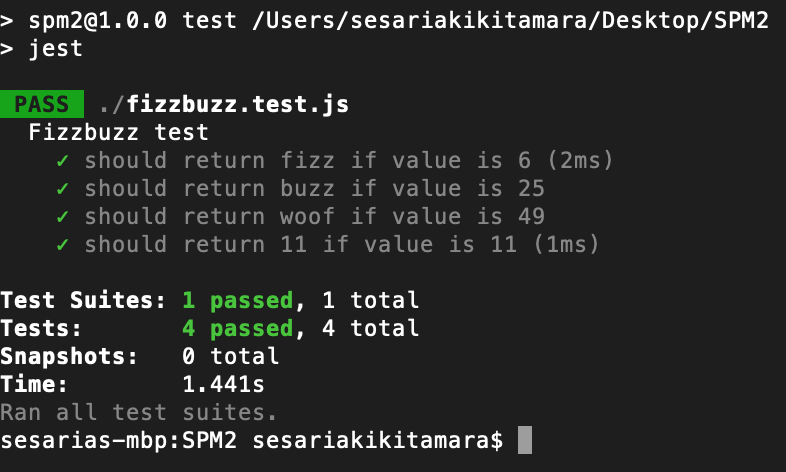 > spm2@1.0.0 test /Users/sesariakikitamara/Desktop/SPM2
> jest
PASS ./fizzbuzz.test.js
Fizzbuzz test
✓ should return fizz if value is 6 (2ms)
✓ should return buzz if value is 25
✓ should return woof if value is 49
✓ should return 11 if value is 11 (1ms)
Test Suites: 1 passed, 1 total
Tests: 4 passed, 4 total
Snapshots: 0 total
Time: 1.441s
Ran all test suites.
sesarias-mbp:SPM2 sesariakikitamara$